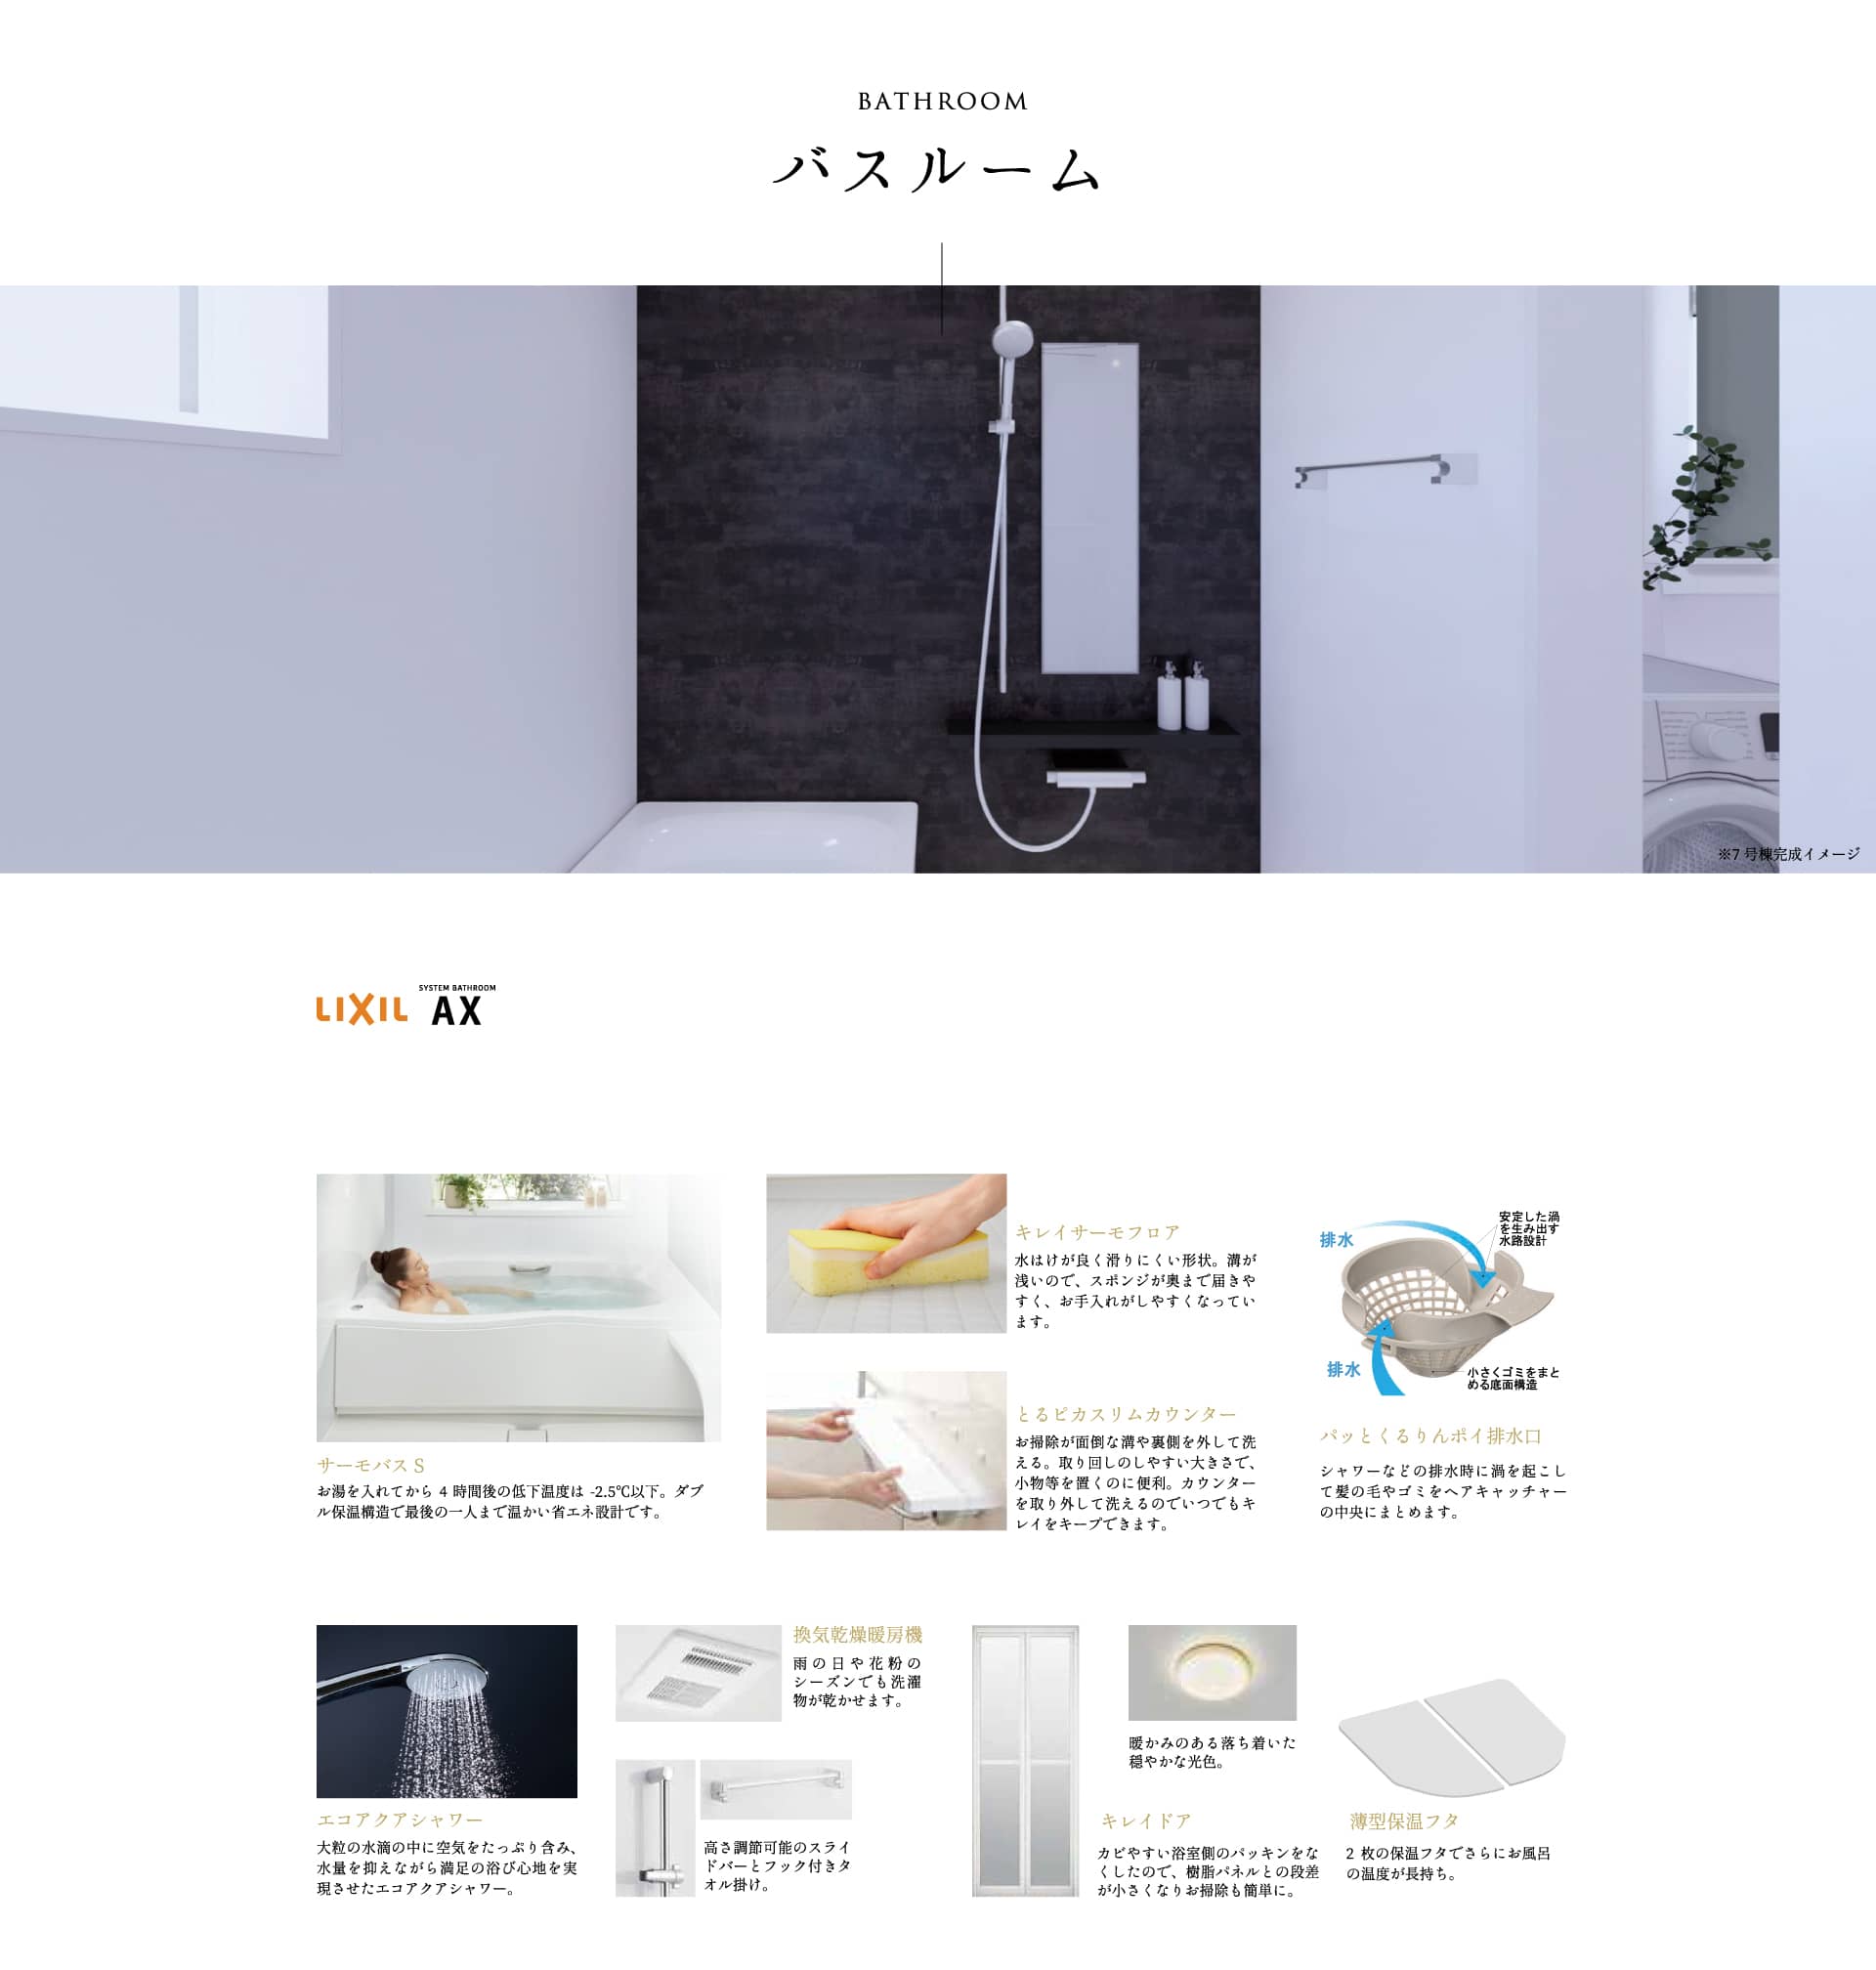 BATHROOM
バスルーム
※7 号棟完成イメージ
LIXIL
SYSTEM BATHROOM
AX
サーモバス S
お湯を入れてから 4 時間後の低下温度は -2.5℃以下。ダブ
ル保温構造で最後の一人まで温かい省エネ設計です。
キレイサーモフロア
水はけが良く滑りにくい形状。溝が
浅いので、スポンジが奥まで届きや
すく、お手入れがしやすくなってい
ます。
とるピカスリムカウンター
お掃除が面倒な溝や裏側を外して洗
える。取り回しのしやすい大きさで、
小物等を置くのに便利。カウンター
を取り外して洗えるのでいつでもキ
レイをキープできます。
排水
安定した渦
を生み出す
水路設計
排水
小さくゴミをまと
める底面構造
パッとくるりんポイ排水口
シャワーなどの排水時に渦を起こし
て髪の毛やゴミをヘアキャッチャー
の中央にまとめます。
エコアクアシャワー
大粒の水滴の中に空気をたっぷり含み、
水量を抑えながら満足の浴び心地を実
現させたエコアクアシャワー。
換気乾燥暖房機
雨の日や花粉の
シーズンでも洗濯
物が乾かせます。
高さ調節可能のスライ
ドバーとフック付きタ
オル掛け。
暖かみのある落ち着いた
穏やかな光色。
キレイドア
カビやすい浴室側のパッキンをな
くしたので、樹脂パネルとの段差
が小さくなりお掃除も簡単に。
薄型保温フタ
2 枚の保温フタでさらにお風呂
の温度が長持ち。